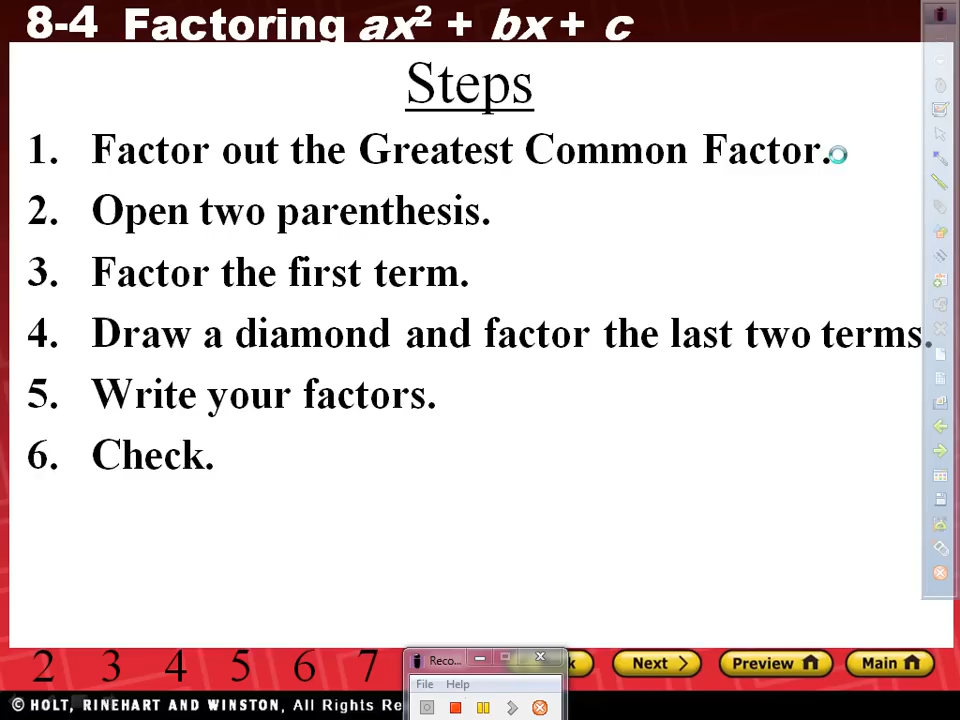 8-4 Factoring ax² + bx + c
Steps
1. Factor out the Greatest Common Factor.
2. Open two parenthesis.
3. Factor the first term.
4. Draw a diamond and factor the last two terms.
5. Write your factors.
6. Check.
2 3 4 5 6 7
Reco...
Next > Preview Main
File Help
© HOLT, RINEHART AND WINSTON, All Rights Re